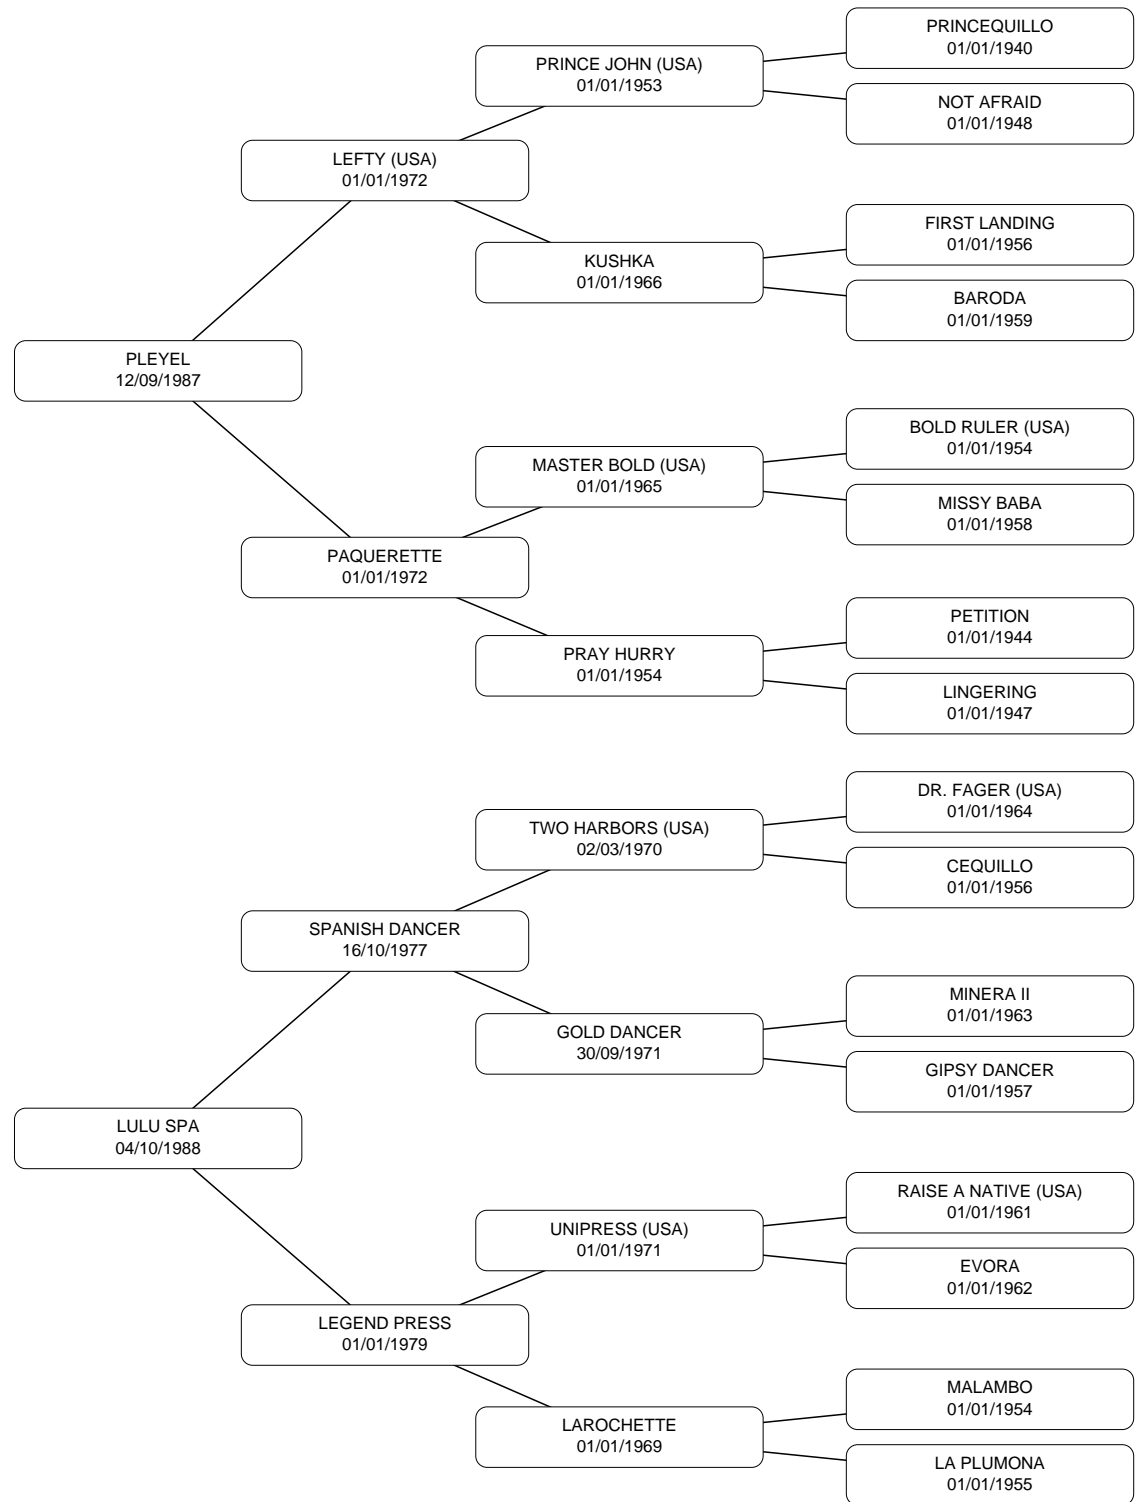 PRINCEQUILLO
01/01/1940
PRINCE JOHN (USA)
01/01/1953
NOT AFRAID
01/01/1948
LEFTY (USA)
01/01/1972
FIRST LANDING
01/01/1956
KUSHKA
01/01/1966
BARODA
01/01/1959
PLEYEL
12/09/1987
BOLD RULER (USA)
01/01/1954
MASTER BOLD (USA)
01/01/1965
MISSY BABA
01/01/1958
PAQUERETTE
01/01/1972
PETITION
01/01/1944
PRAY HURRY
01/01/1954
LINGERING
01/01/1947
DR. FAGER (USA)
01/01/1964
TWO HARBORS (USA)
02/03/1970
CEQUILLO
01/01/1956
SPANISH DANCER
16/10/1977
MINERA II
01/01/1963
GOLD DANCER
30/09/1971
GIPSY DANCER
01/01/1957
LULU SPA
04/10/1988
RAISE A NATIVE (USA)
01/01/1961
UNIPRESS (USA)
01/01/1971
EVORA
01/01/1962
LEGEND PRESS
01/01/1979
MALAMBO
01/01/1954
LAROCHETTE
01/01/1969
LA PLUMONA
01/01/1955